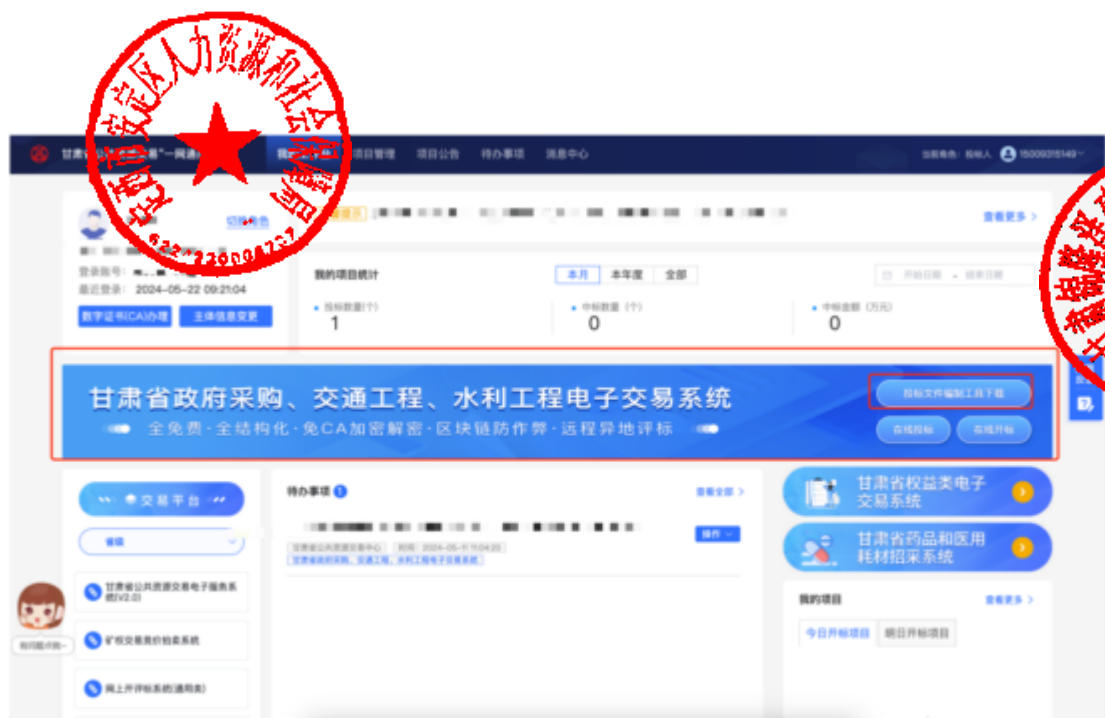 我的项目统计
本月 本年度 全部
开始日期 - 结束日期
项目管理 项目公告 待办事项 消息中心
当前角色: 投标人 15009315149
切换角色
查看更多 >
登录账号:
最近登录: 2024-05-22 09:21:04
数字证书(CA)办理 主体信息变更
投标数量(个)
1
中标数量 (个)
0
中标金额 (万元)
0
甘肃省政府采购、交通工程、水利工程电子交易系统
全免费·全结构化·免CA加密解密·区块链防作弊·远程异地评标
投标文件编制工具下载
在线投标 在线开标
交易平台
省级
甘肃省公共资源交易电子服务系统(V2.0)
矿权交易竞价拍卖系统
网上开评标系统(通用类)
待办事项 1
查看全部 >
操作
甘肃省公共资源交易中心 时间: 2024-05-11 11:04:20
甘肃省政府采购、交通工程、水利工程电子交易系统
甘肃省权益类电子交易系统
甘肃省药品和医用耗材招采系统
我的项目
查看更多 >
今日开标项目 明日开标项目
有问题点我~